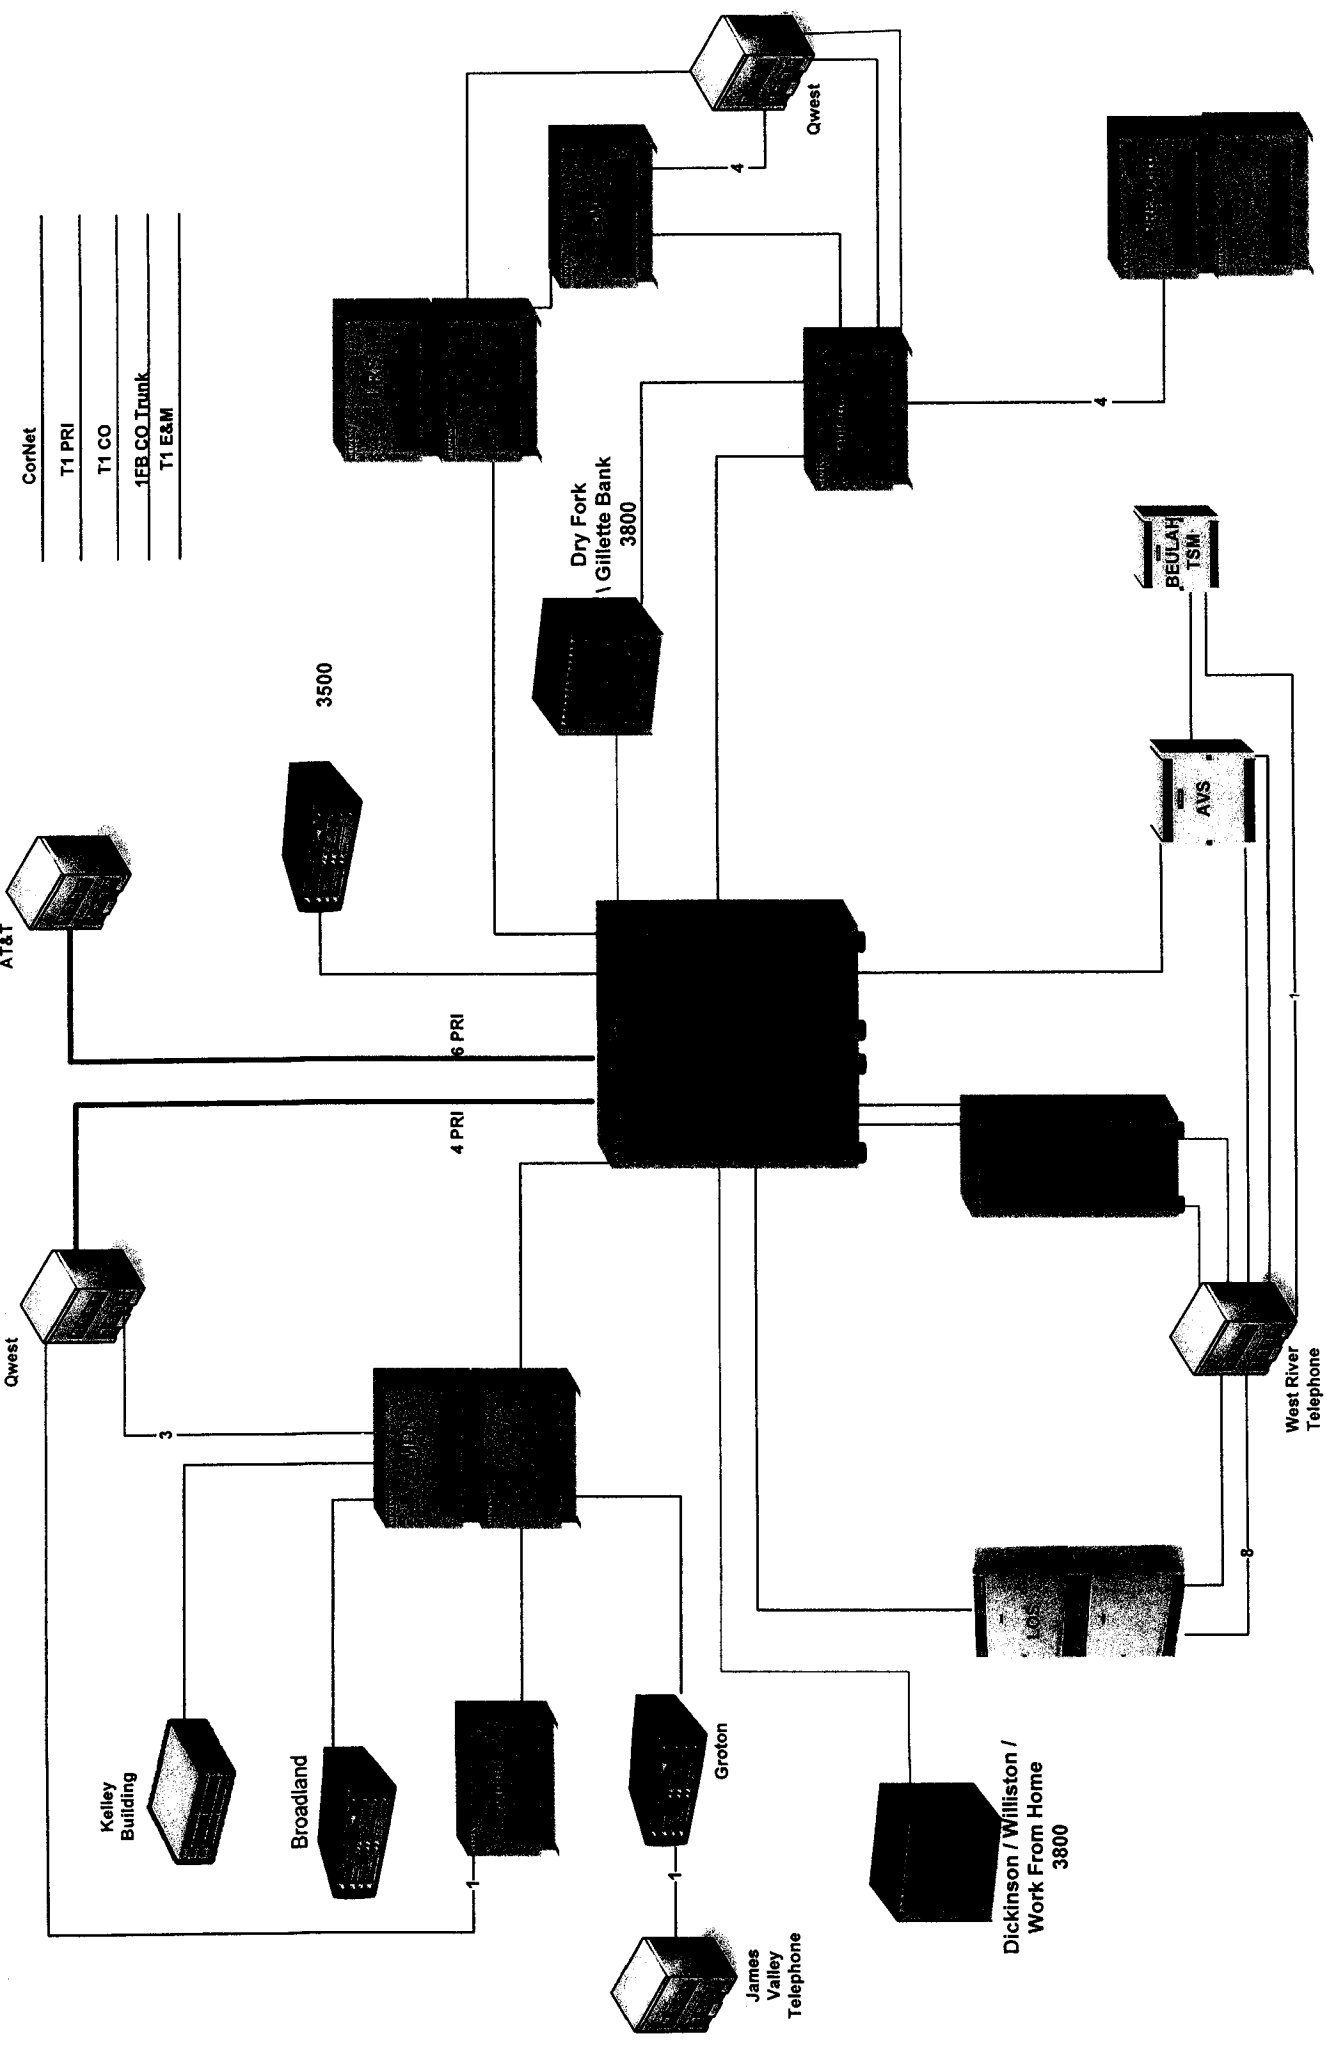 CorNet
T1 PRI
T1 CO
1FB CO Trunk
T1 E&M
AT&T
Qwest
4 PRI
6 PRI
3500
Dry Fork
\ Gillette Bank
3800
Qwest
4
4
3
Kelley
Building
Broadland
1
Groton
1
James
Valley
Telephone
Dickinson / Williston /
Work From Home
3800
LOS
8
West River
Telephone
1
AVS
BEULAH
TSM